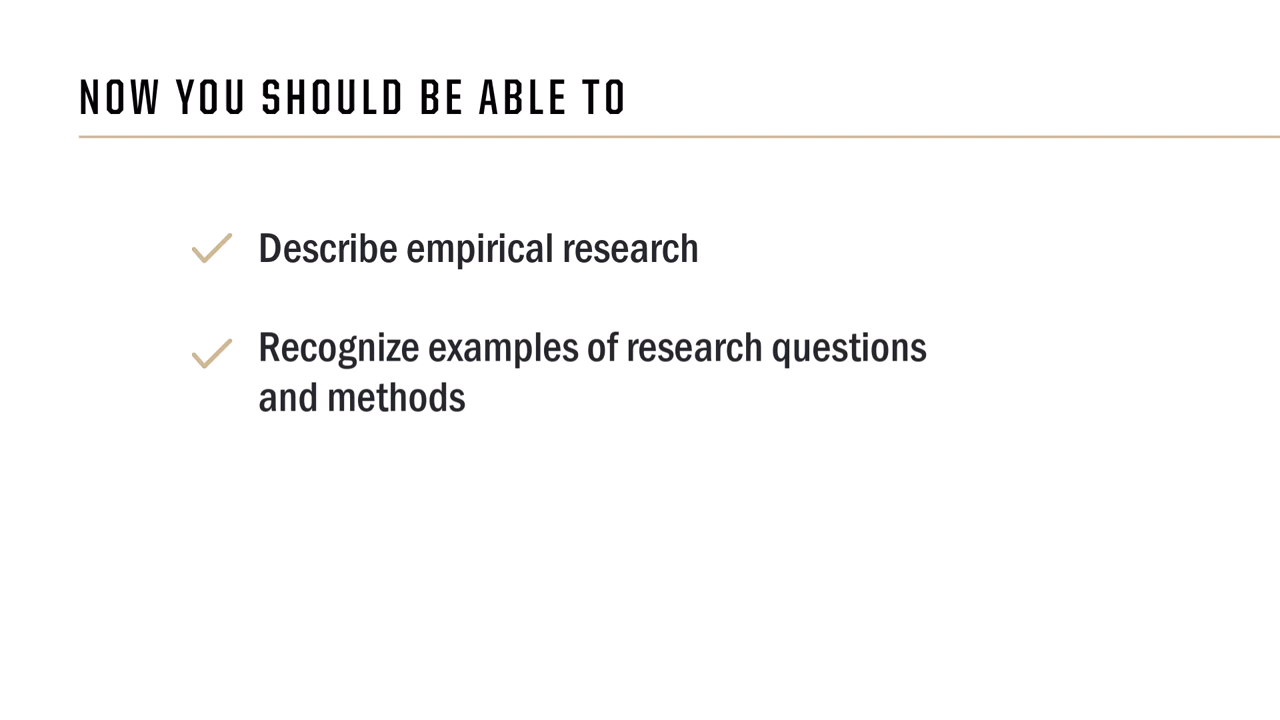 NOW YOU SHOULD BE ABLE TO
Describe empirical research
Recognize examples of research questions
and methods